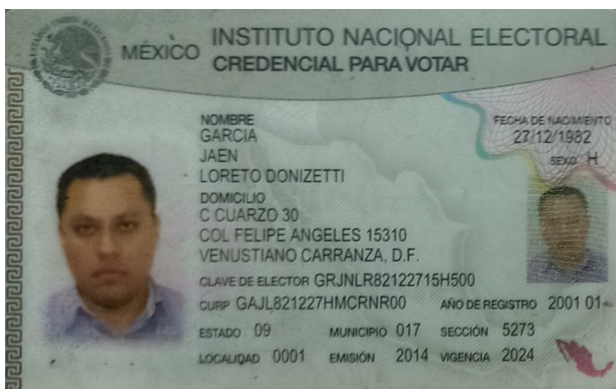 MÉXICO
INSTITUTO NACIONAL ELECTORAL
CREDENCIAL PARA VOTAR
NOMBRE
GARCIA
JAEN
LORETO DONIZETTI
FECHA DE NACIMIENTO
27/12/1982
SEXO H
DOMICILIO
C CUARZO 30
COL FELIPE ANGELES 15310
VENUSTIANO CARRANZA, D.F.
CLAVE DE ELECTOR GRJNLR82122715H500
CURP GAJL821227HMCRNR00 AÑO DE REGISTRO 2001 01
ESTADO 09 MUNICIPIO 017 SECCIÓN 5273
LOCALIDAD 0001 EMISIÓN 2014 VIGENCIA 2024